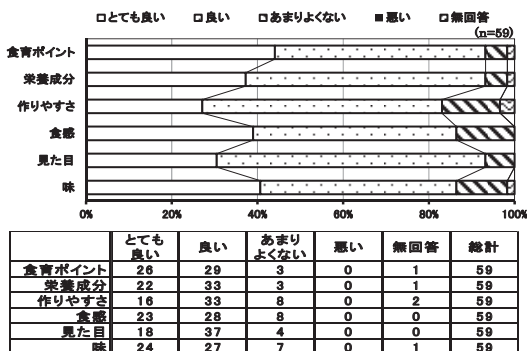 □とても良い □良い □あまりよくない ■悪い □無回答
(n=59)
食育ポイント
栄養成分
作りやすさ
食感
見た目
味
0% 20% 40% 60% 80% 100%
とても良い 良い あまりよくない 悪い 無回答 総計
食育ポイント 26 29 3 0 1 59
栄養成分 22 33 3 0 1 59
作りやすさ 16 33 8 0 2 59
食感 23 28 8 0 0 59
見た目 18 37 4 0 0 59
味 24 27 7 0 1 59